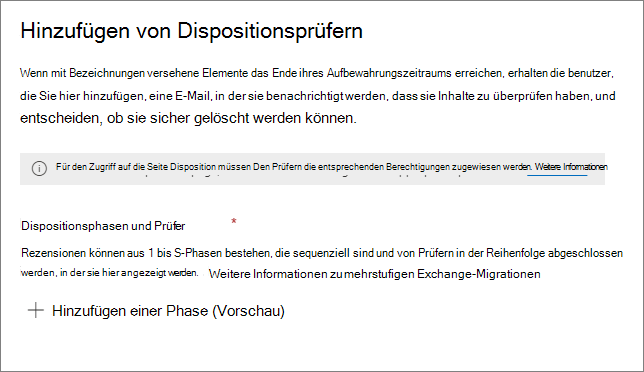 Hinzufügen von Dispositionsprüfern
Wenn mit Bezeichnungen versehene Elemente das Ende ihres Aufbewahrungszeitraums erreichen, erhalten die benutzer,
die Sie hier hinzufügen, eine E-Mail, in der sie benachrichtigt werden, dass sie Inhalte zu überprüfen haben, und
entscheiden, ob sie sicher gelöscht werden können.
Für den Zugriff auf die Seite Disposition müssen Den Prüfern die entsprechenden Berechtigungen zugewiesen werden. Weitere Informationen
Dispositionsphasen und Prüfer *
Rezensionen können aus 1 bis S-Phasen bestehen, die sequenziell sind und von Prüfern in der Reihenfolge abgeschlossen
werden, in der sie hier angezeigt werden. Weitere Informationen zu mehrstufigen Exchange-Migrationen
Hinzufügen einer Phase (Vorschau)